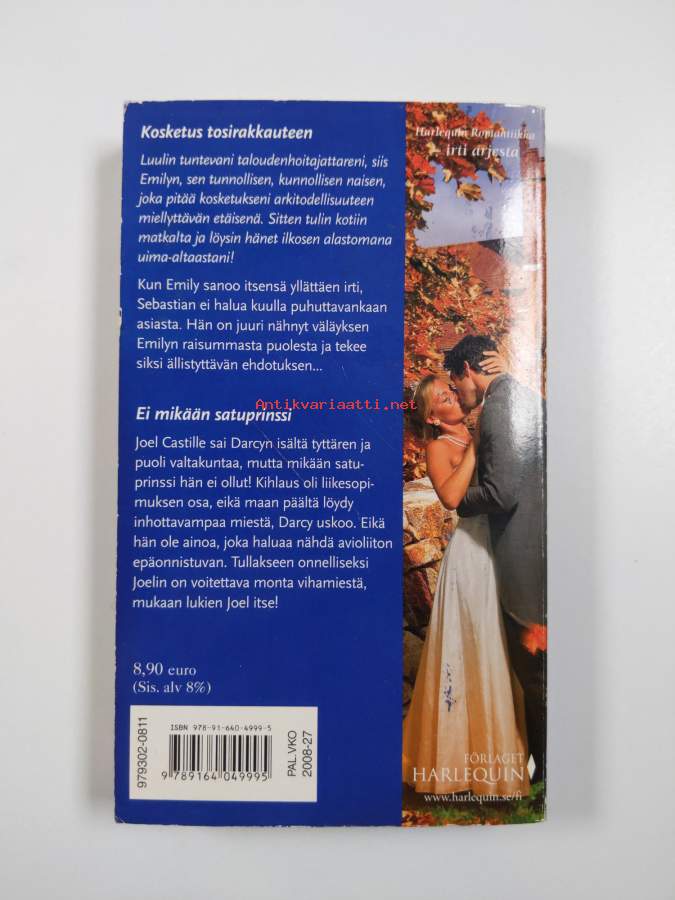 Kosketus tosirakkauteen
Luulin tuntevani taloudenhoitajattareni, siis
Emilyn, sen tunnollisen, kunnollisen naisen,
joka pitää kosketukseni arkitodellisuuteen
miellyttävän etäisenä. Sitten tulin kotiin
matkalta ja löysin hänet ilkosen alastomana
uima-altaastani!
Kun Emily sanoo itsensä yllättäen irti,
Sebastian ei halua kuulla puhuttavankaan
asiasta. Hän on juuri nähnyt väläyksen
Emilyn raisummasta puolesta ja tekee
siksi ällistyttävän ehdotuksen...
Ei mikään satuprinssi
Joel Castille sai Darcyn isältä tyttären ja
puoli valtakuntaa, mutta mikään satu-
prinssi hän ei ollut! Kihlaus oli liikesopi-
muksen osa, eikä maan päältä löydy
inhottavampaa miestä, Darcy uskoo. Eikä
hän ole ainoa, joka haluaa nähdä avioliiton
epäonnistuvan. Tullakseen onnelliseksi
Joelin on voitettava monta vihamiestä,
mukaan lukien Joel itse!
8,90 euro
(Sis. alv 8%)
979302-0811
ISBN 978-91-640-4999-5
9 789164 049995
PAL.VKO
2008-27
Harlequin Romantiikka
– irti arjesta
FÖRLAGET
HARLEQUIN
www.harlequin.se/fi
Antikvariaatti.net